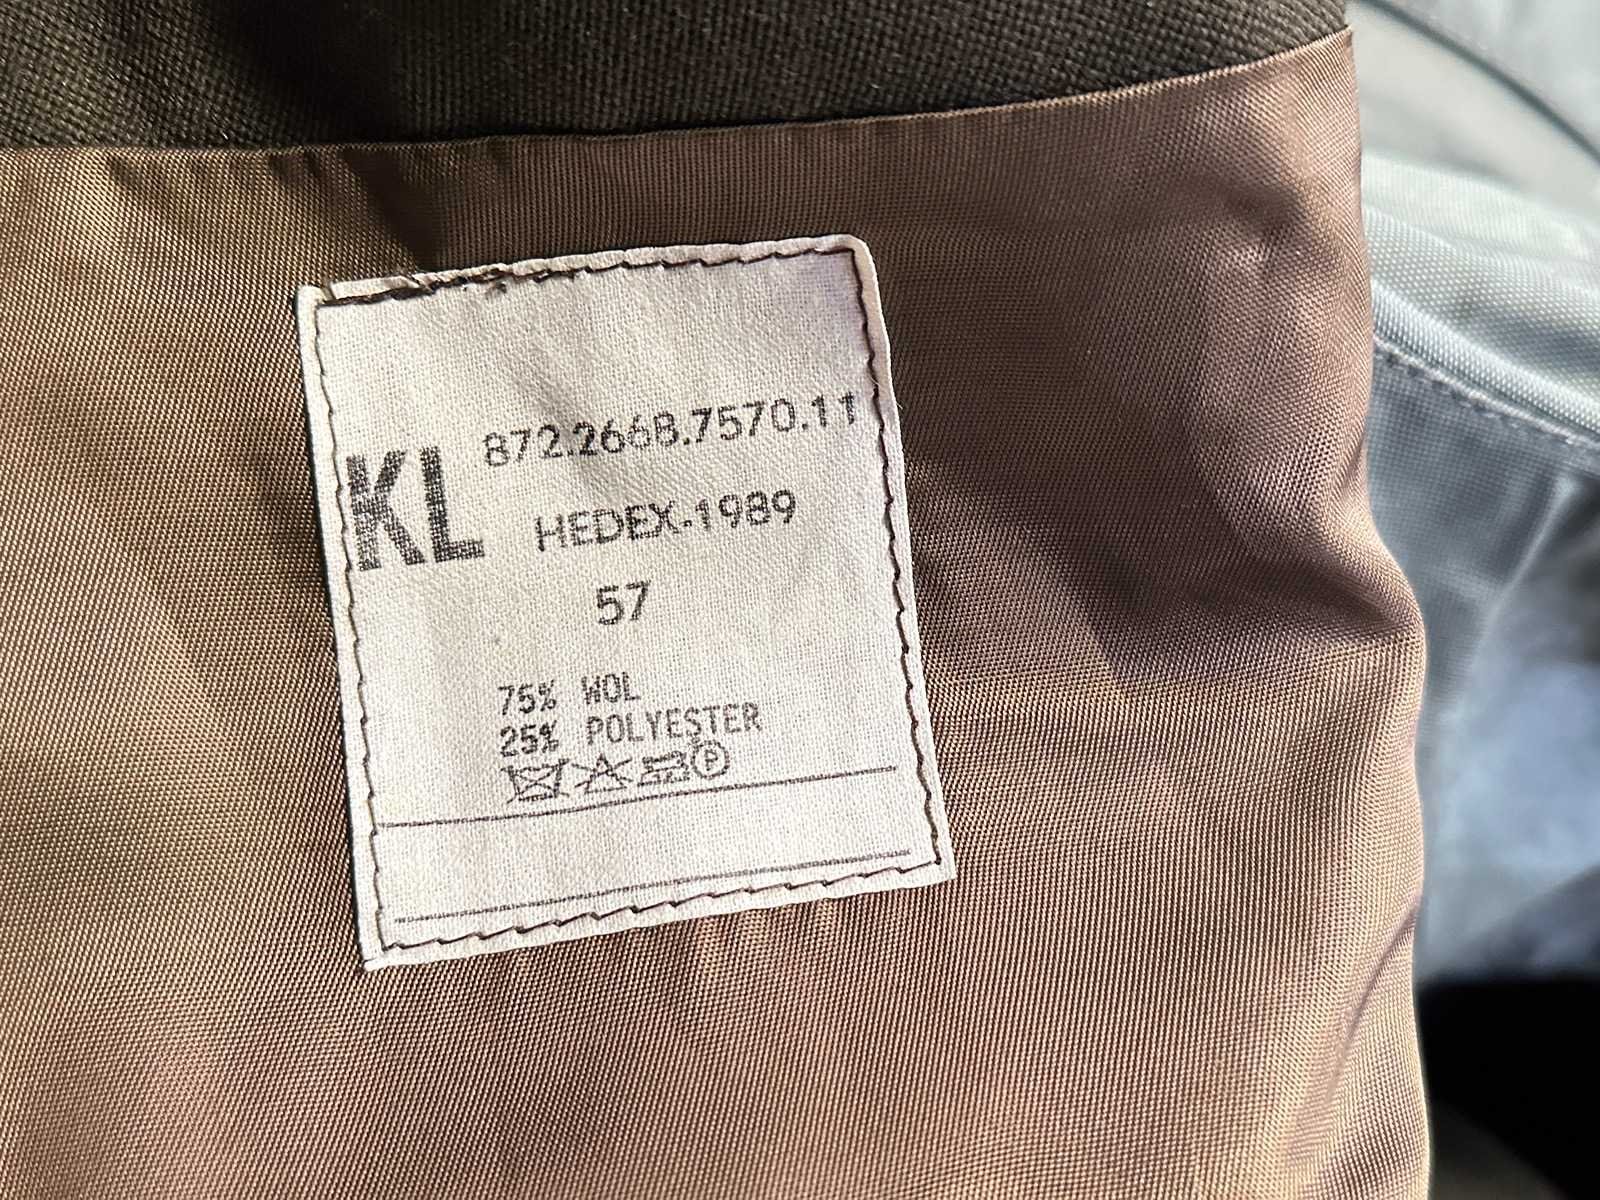 KL
872.2668.7570.11
HEDEX-1989
57
75% WOL
25% POLYESTER
P